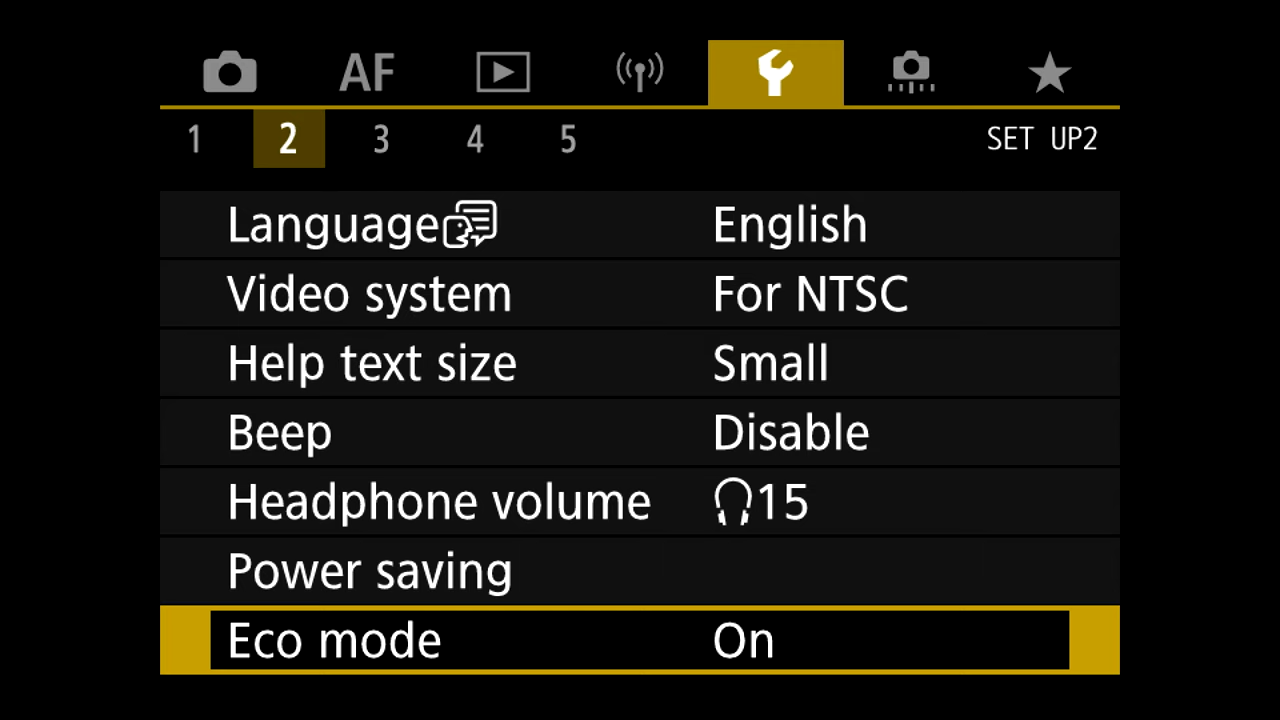 AF
1 2 3 4 5 SET UP2
Language English
Video system For NTSC
Help text size Small
Beep Disable
Headphone volume 15
Power saving
Eco mode On